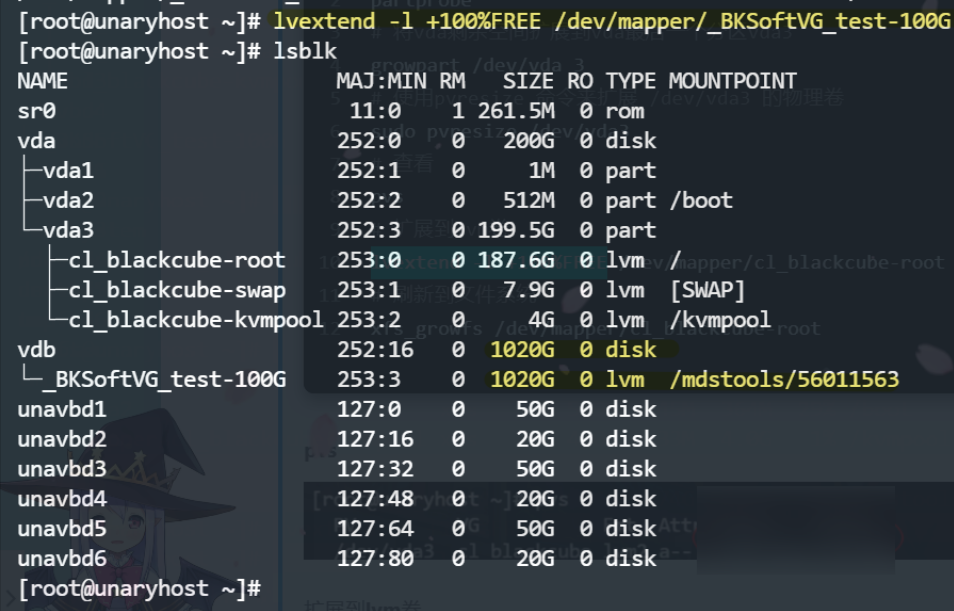 [root@unaryhost ~]# lvextend -l +100%FREE /dev/mapper/_BKSoftVG_test-100G
[root@unaryhost ~]# lsblk
NAME MAJ:MIN RM SIZE RO TYPE MOUNTPOINT
sr0 11:0 1 261.5M 0 rom
vda 252:0 0 200G 0 disk
├─vda1 252:1 0 1M 0 part
├─vda2 252:2 0 512M 0 part /boot
└─vda3 252:3 0 199.5G 0 part
├─cl_blackcube-root 253:0 0 187.6G 0 lvm /
├─cl_blackcube-swap 253:1 0 7.9G 0 lvm [SWAP]
└─cl_blackcube-kvmpool 253:2 0 4G 0 lvm /kvmpool
vdb 252:16 0 1020G 0 disk
└─_BKSoftVG_test-100G 253:3 0 1020G 0 lvm /mdstools/56011563
unavbd1 127:0 0 50G 0 disk
unavbd2 127:16 0 20G 0 disk
unavbd3 127:32 0 50G 0 disk
unavbd4 127:48 0 20G 0 disk
unavbd5 127:64 0 50G 0 disk
unavbd6 127:80 0 20G 0 disk
[root@unaryhost ~]#